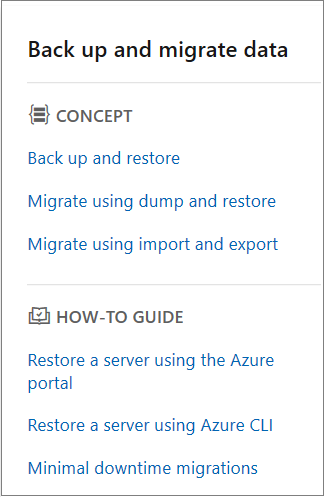 Back up and migrate data
CONCEPT
Back up and restore
Migrate using dump and restore
Migrate using import and export
HOW-TO GUIDE
Restore a server using the Azure
portal
Restore a server using Azure CLI
Minimal downtime migrations